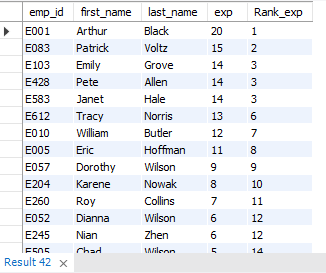 emp_id first_name last_name exp Rank_exp
E001 Arthur Black 20 1
E083 Patrick Voltz 15 2
E103 Emily Grove 14 3
E428 Pete Allen 14 3
E583 Janet Hale 14 3
E612 Tracy Norris 13 6
E010 William Butler 12 7
E005 Eric Hoffman 11 8
E057 Dorothy Wilson 9 9
E204 Karene Nowak 8 10
E260 Roy Collins 7 11
E052 Dianna Wilson 6 12
E245 Nian Zhen 6 12
E505 Chad Wilson 5 14
Result 42